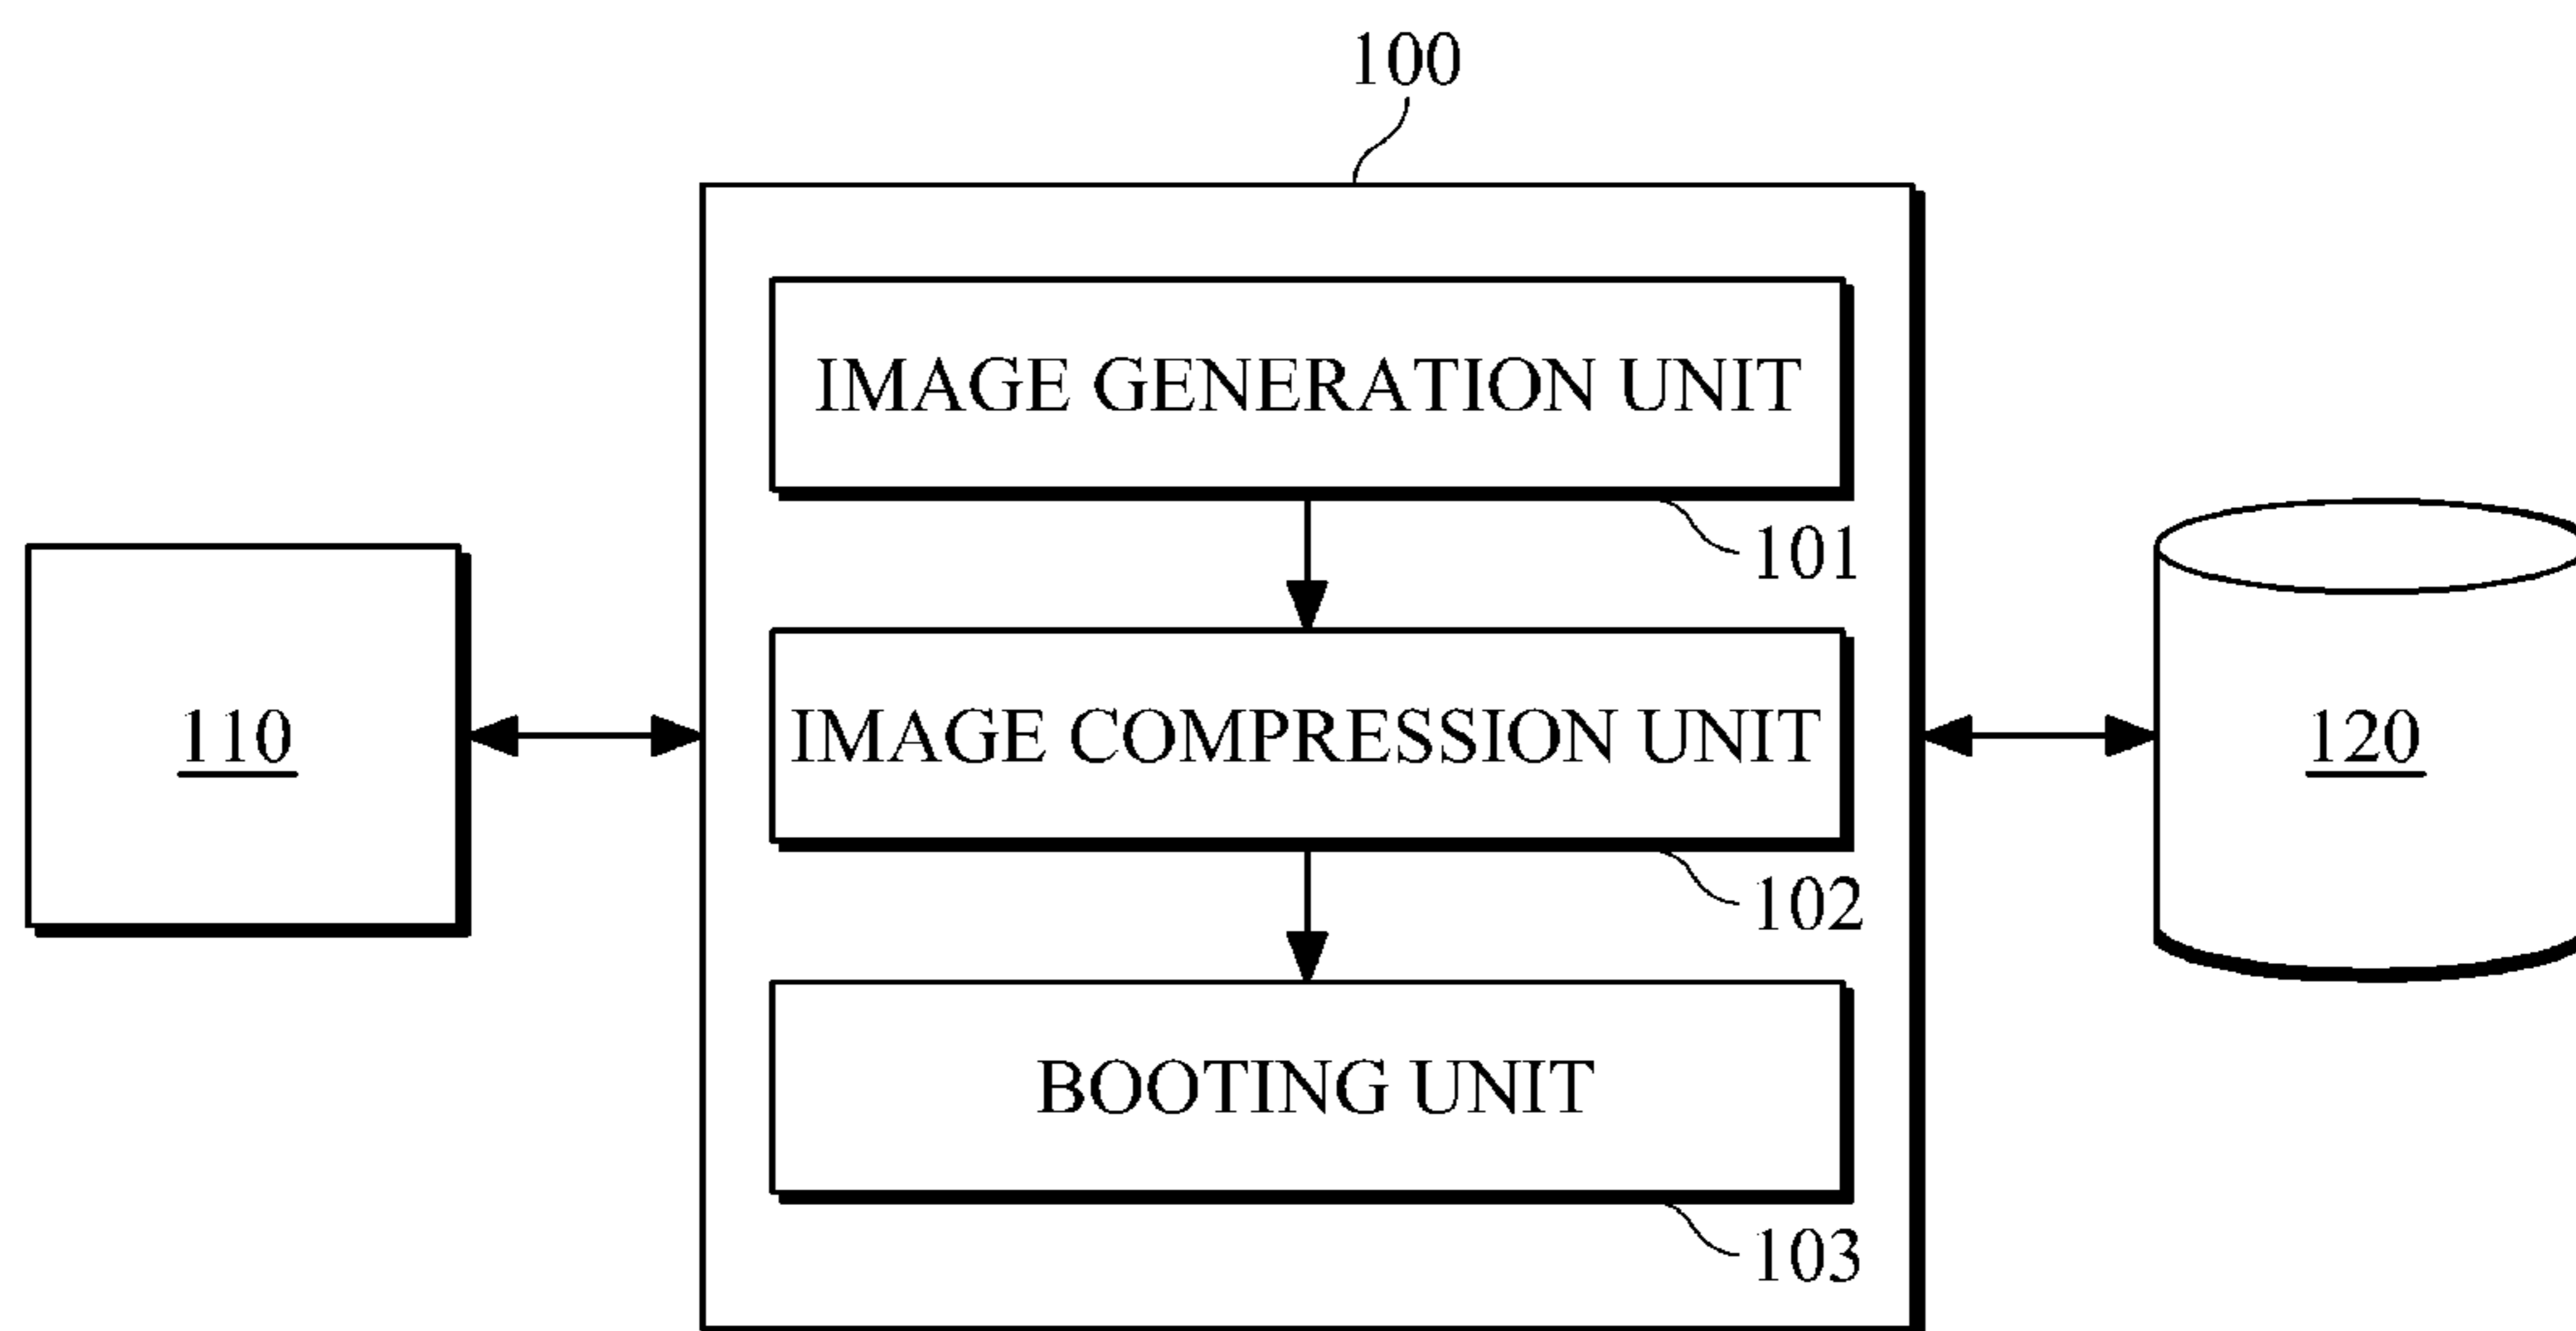 100
IMAGE GENERATION UNIT
101
110
IMAGE COMPRESSION UNIT
120
102
BOOTING UNIT
103